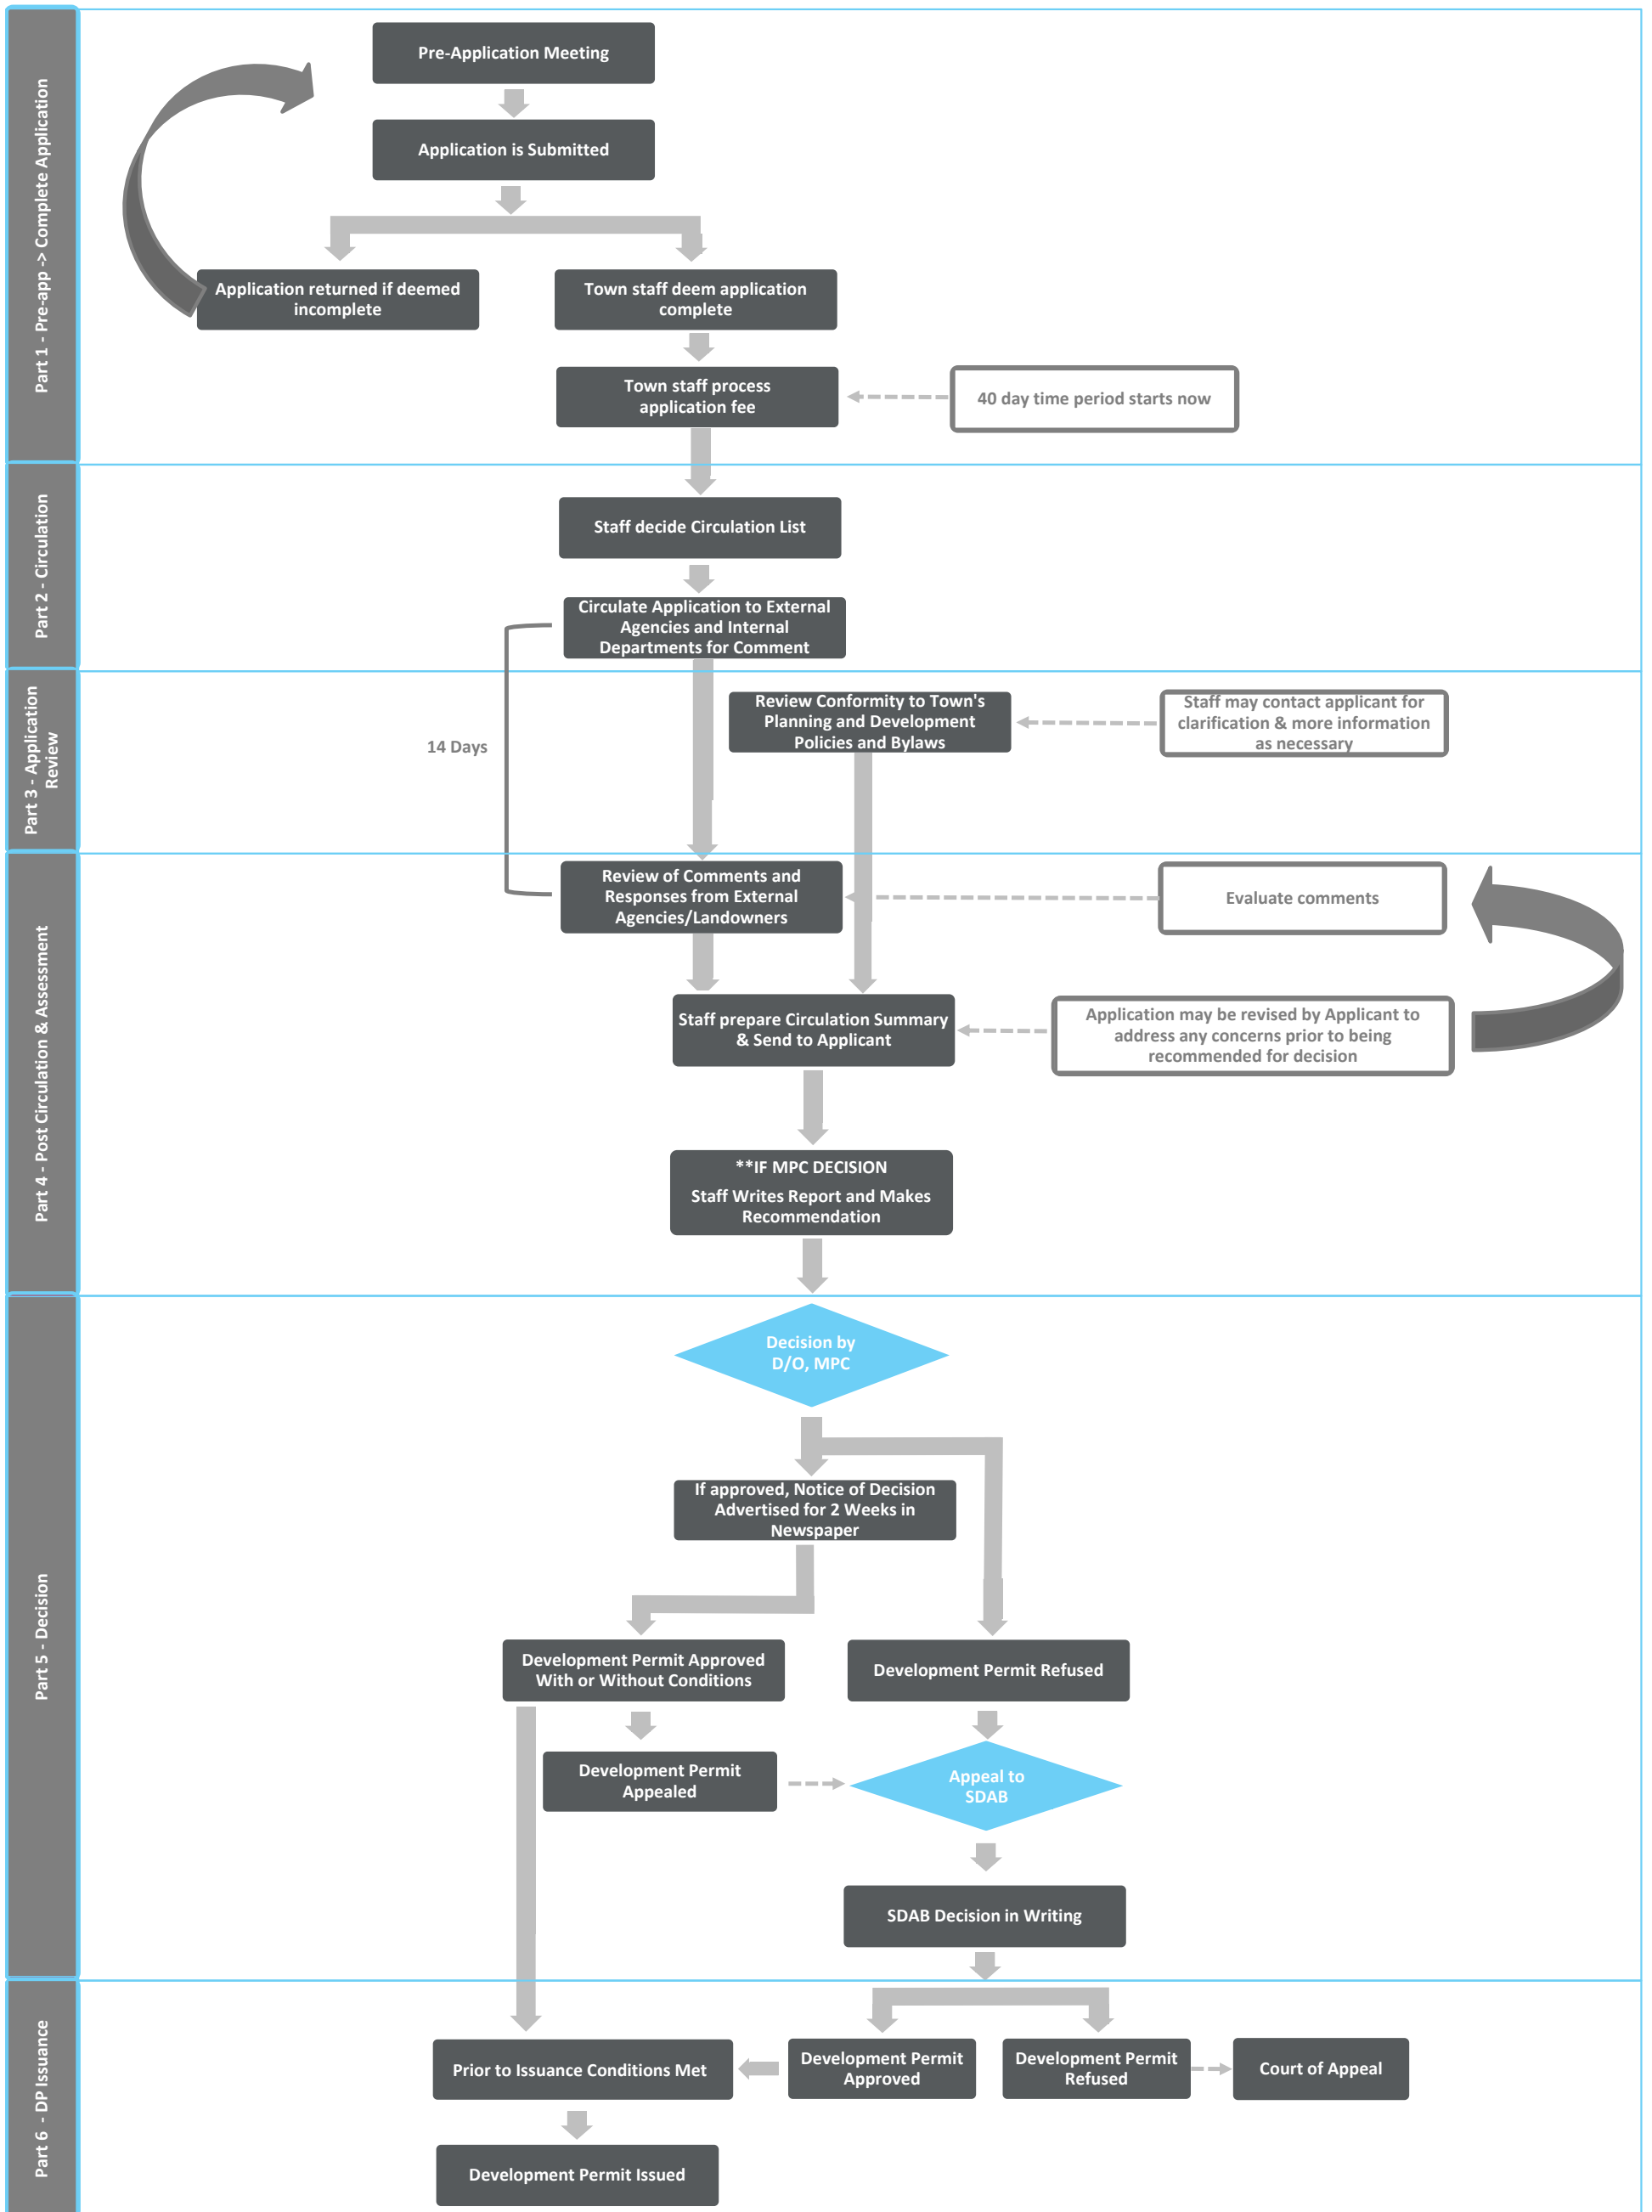 Part 1 - Pre-app -> Complete Application
Pre-Application Meeting
Application is Submitted
Application returned if deemed
incomplete
Town staff deem application
complete
Town staff process
application fee
40 day time period starts now
Part 2 - Circulation
Staff decide Circulation List
Circulate Application to External
Agencies and Internal
Departments for Comment
Part 3 - Application
Review
14 Days
Review Conformity to Town's
Planning and Development
Policies and Bylaws
Staff may contact applicant for
clarification & more information
as necessary
Part 4 - Post Circulation & Assessment
Review of Comments and
Responses from External
Agencies/Landowners
Evaluate comments
Staff prepare Circulation Summary
& Send to Applicant
Application may be revised by Applicant to
address any concerns prior to being
recommended for decision
**IF MPC DECISION
Staff Writes Report and Makes
Recommendation
Part 5 - Decision
Decision by
D/O, MPC
If approved, Notice of Decision
Advertised for 2 Weeks in
Newspaper
Development Permit Approved
With or Without Conditions
Development Permit Refused
Development Permit
Appealed
Appeal to
SDAB
SDAB Decision in Writing
Part 6 - DP Issuance
Prior to Issuance Conditions Met
Development Permit
Approved
Development Permit
Refused
Court of Appeal
Development Permit Issued